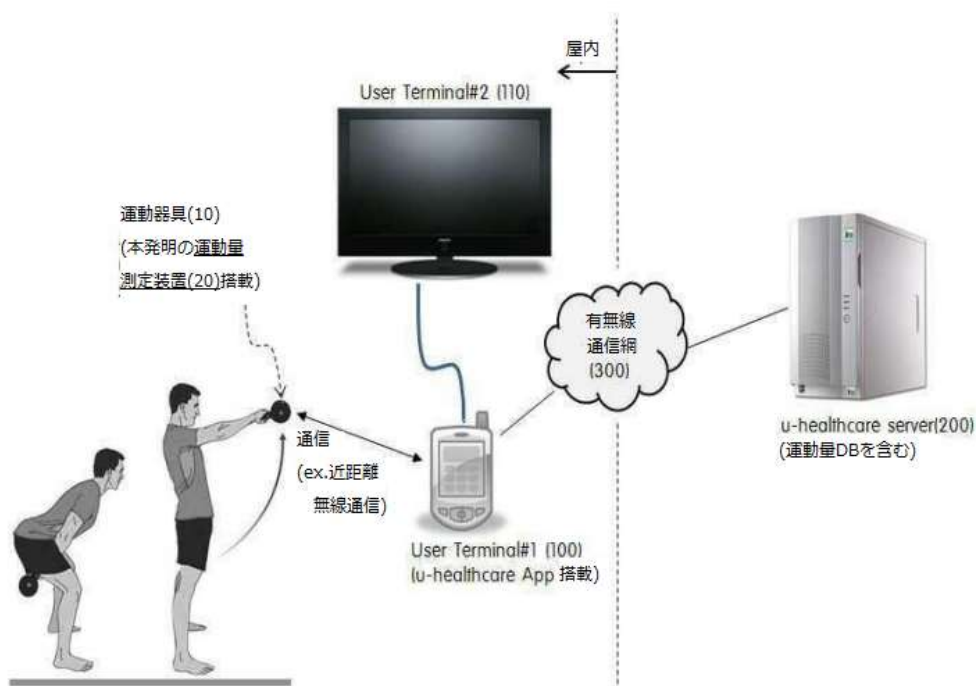 屋内
User Terminal#2 (110)
運動器具(10)
(本発明の運動量
測定装置(20)搭載)
有無線
通信網
(300)
通信
(ex.近距離
無線通信)
u-healthcare server(200)
(運動量DBを含む)
User Terminal#1 (100)
(u-healthcare App 搭載)